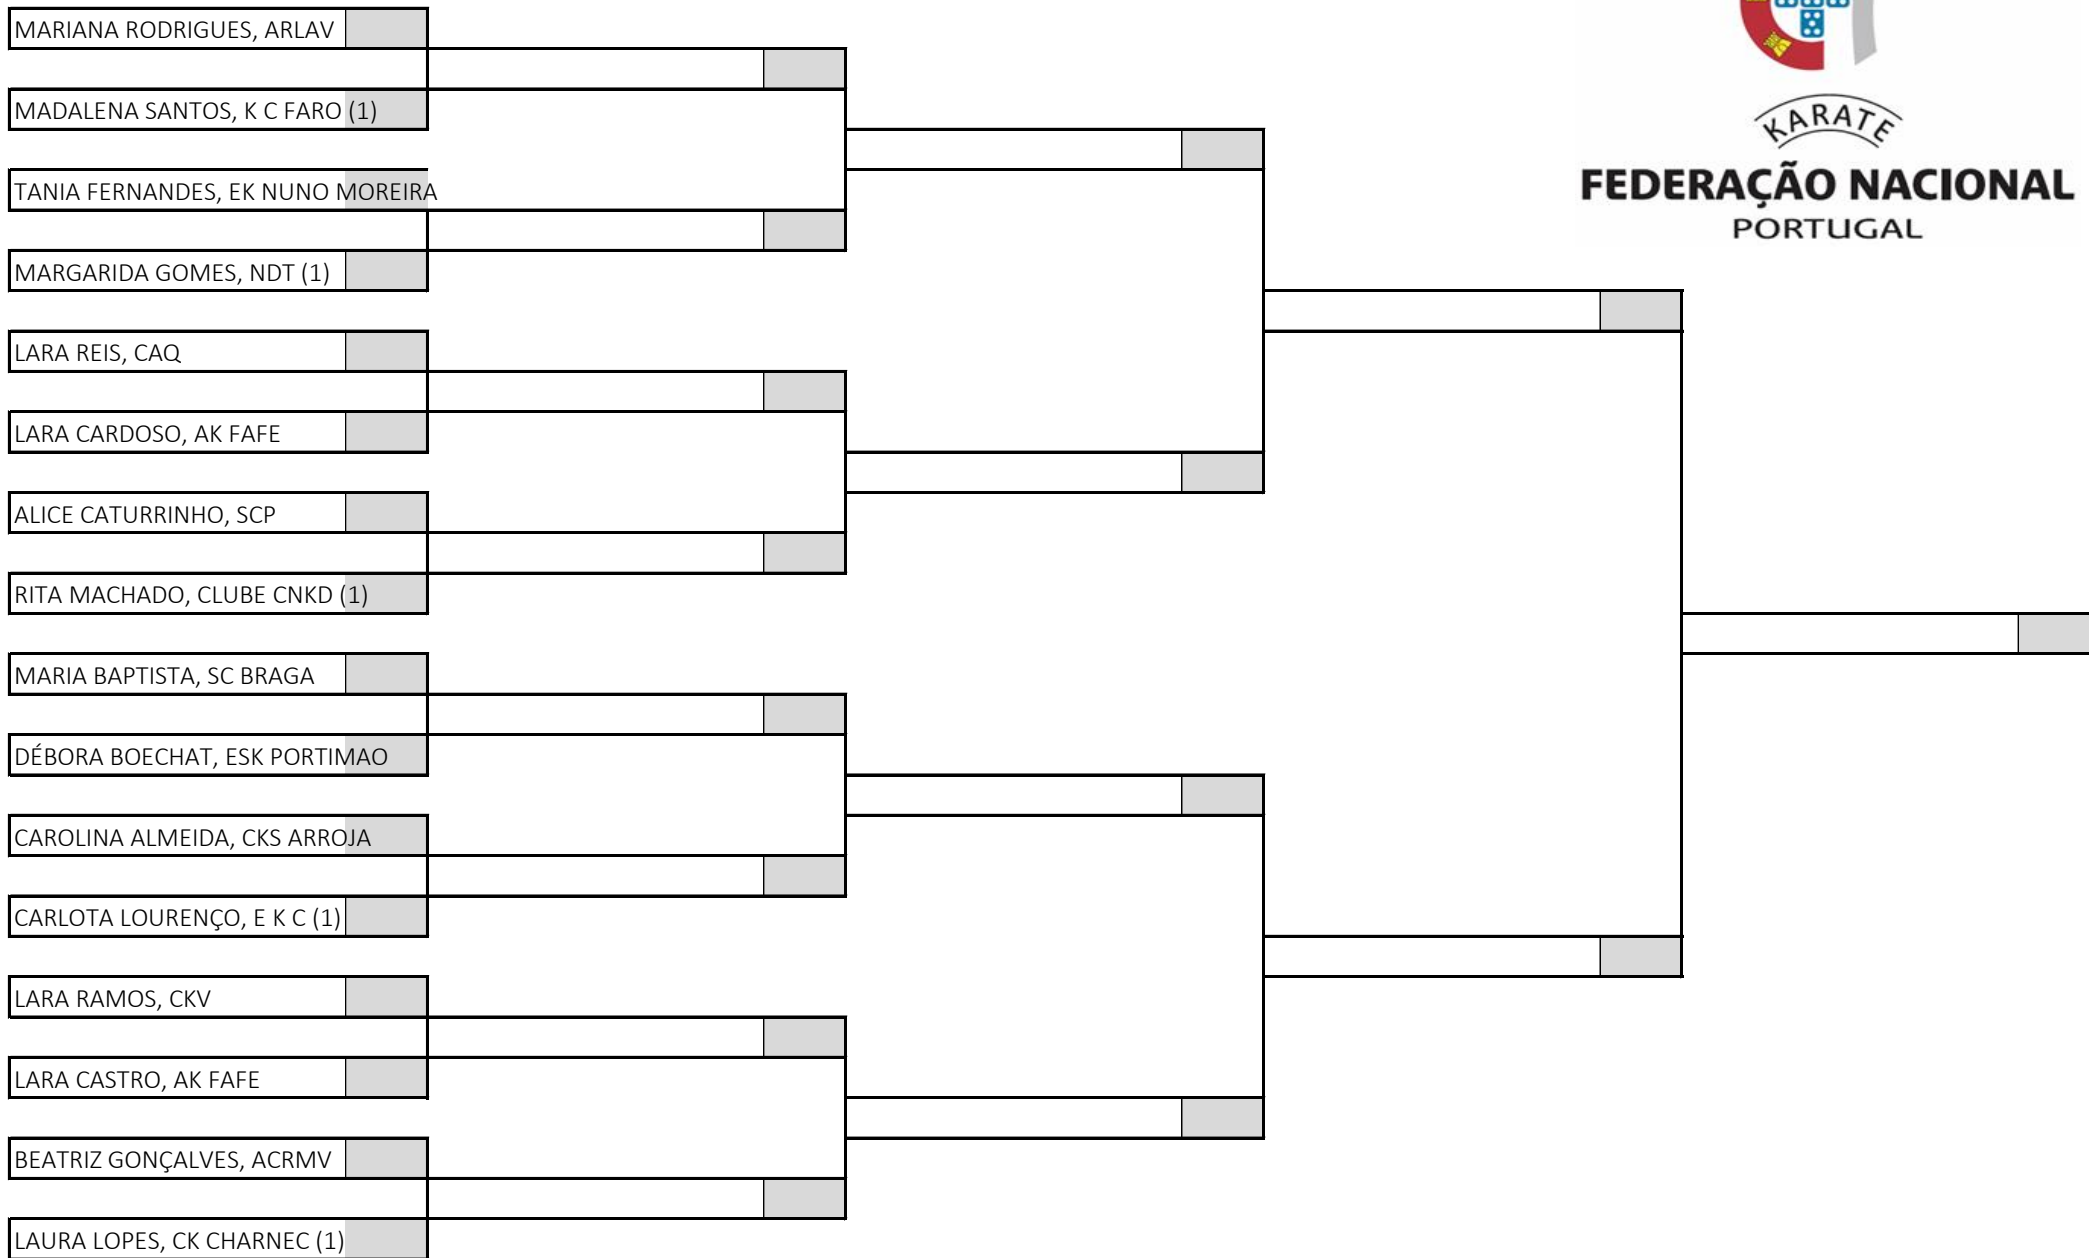 MARIANA RODRIGUES, ARLAV
MADALENA SANTOS, K C FARO (1)
TANIA FERNANDES, EK NUNO MOREIRA
MARGARIDA GOMES, NDT (1)
LARA REIS, CAQ
LARA CARDOSO, AK FAFE
ALICE CATURRINHO, SCP
RITA MACHADO, CLUBE CNKD (1)
MARIA BAPTISTA, SC BRAGA
DÉBORA BOECHAT, ESK PORTIMAO
CAROLINA ALMEIDA, CKS ARROJA
CARLOTA LOURENÇO, E K C (1)
LARA RAMOS, CKV
LARA CASTRO, AK FAFE
BEATRIZ GONÇALVES, ACRMV
LAURA LOPES, CK CHARNEC (1)
KARATE
FEDERAÇÃO NACIONAL
PORTUGAL